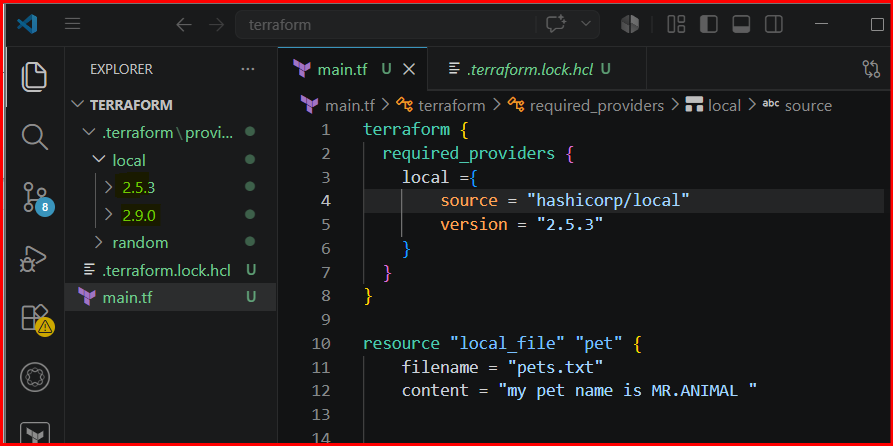 terraform
EXPLORER ···
TERRAFORM
.terraform\provi...
local
2.5.3
2.9.0
random
.terraform.lock.hcl U
main.tf U
8
main.tf U
.terraform.lock.hcl U
main.tf > terraform > required_providers > local > abc source
1 terraform {
2 required_providers {
3 local ={
4 source = "hashicorp/local"
5 version = "2.5.3"
6 }
7 }
8 }
9
10 resource "local_file" "pet" {
11 filename = "pets.txt"
12 content = "my pet name is MR.ANIMAL "
13
14